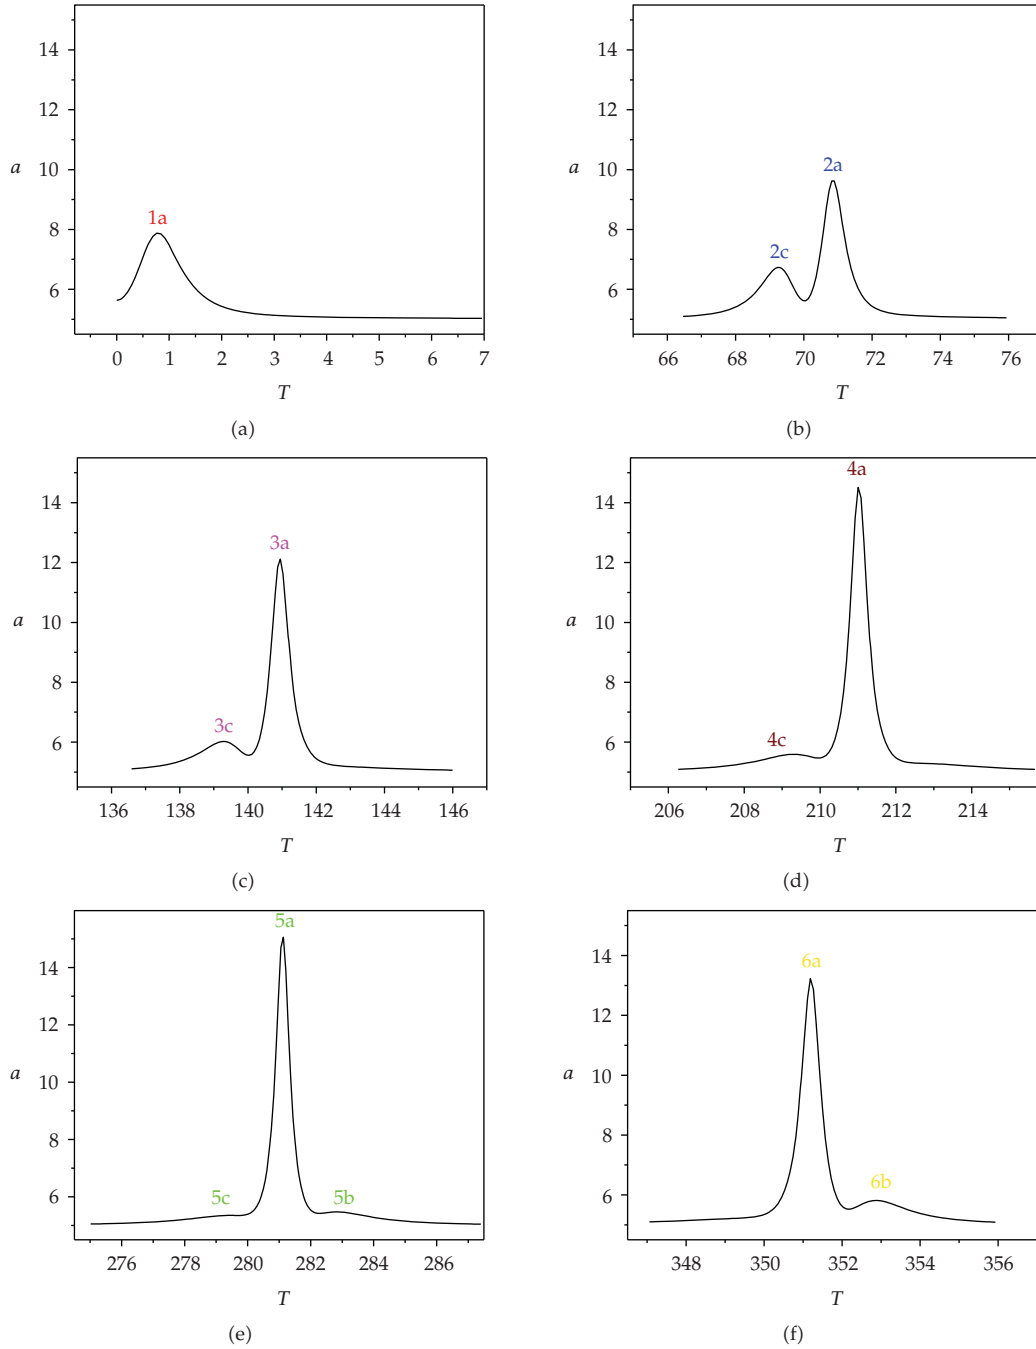 14
12
10
8
6
a
1a
0 1 2 3 4 5 6 7
T
(a)
14
12
10
8
6
a
2a
2c
66 68 70 72 74 76
T
(b)
14
12
10
8
6
a
3a
3c
136 138 140 142 144 146
T
(c)
14
12
10
8
6
a
4a
4c
206 208 210 212 214
T
(d)
14
12
10
8
6
a
5a
5c
5b
276 278 280 282 284 286
T
(e)
14
12
10
8
6
a
6a
6b
348 350 352 354 356
T
(f)